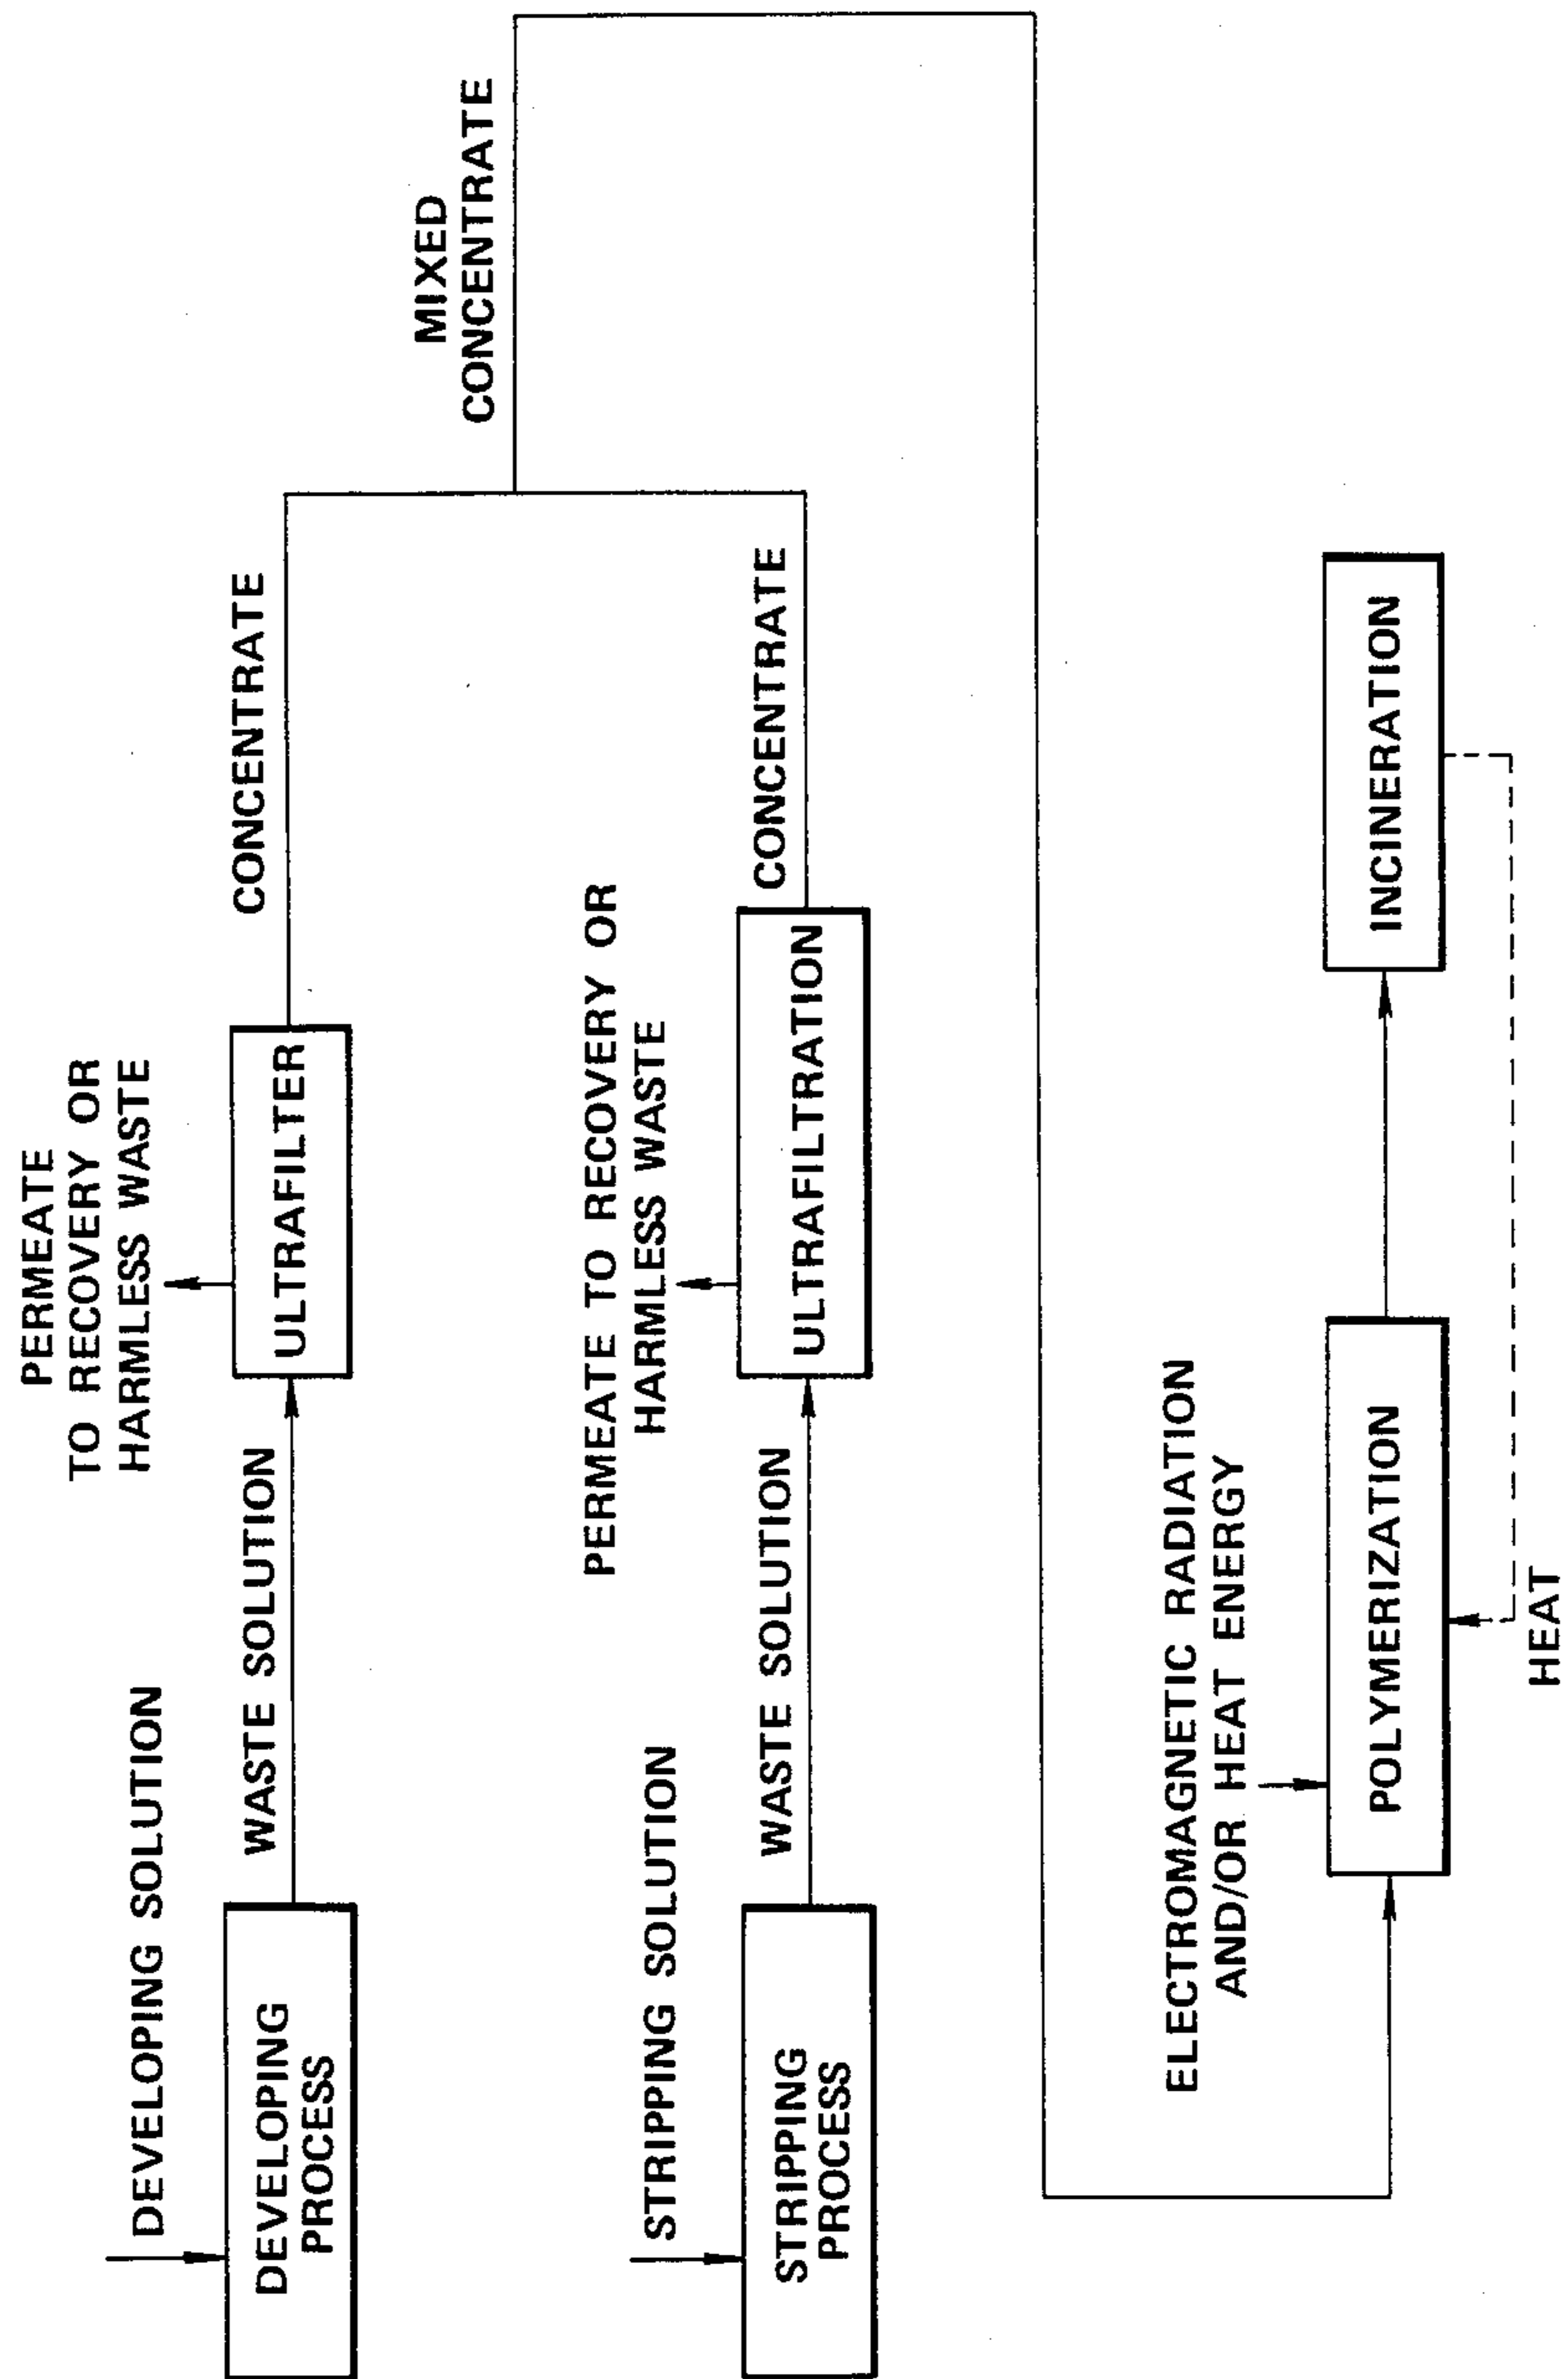 DEVELOPING SOLUTION
DEVELOPING
PROCESS
WASTE SOLUTION
PERMEATE
TO RECOVERY OR
HARMLESS WASTE
ULTRAFILTER
CONCENTRATE
MIXED
CONCENTRATE
STRIPPING SOLUTION
STRIPPING
PROCESS
WASTE SOLUTION
PERMEATE TO RECOVERY OR
HARMLESS WASTE
ULTRAFILTRATION
CONCENTRATE
ELECTROMAGNETIC RADIATION
AND/OR HEAT ENERGY
POLYMERIZATION
INCINERATION
HEAT